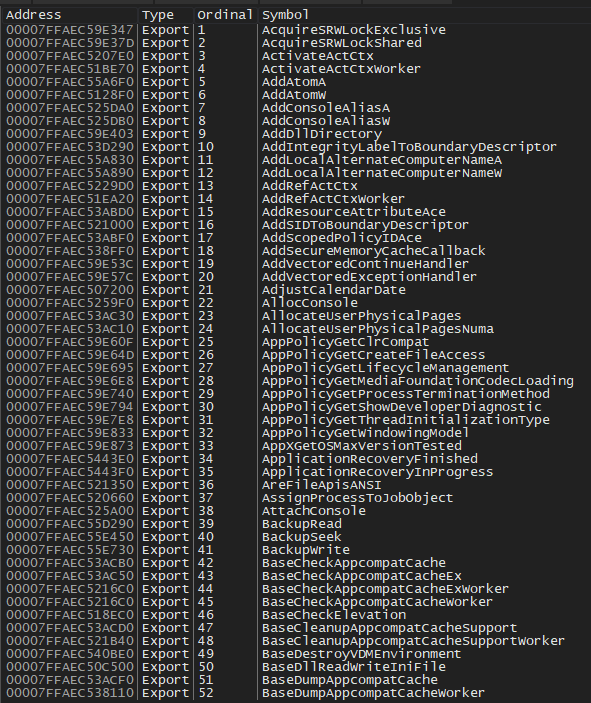 Address Type Ordinal Symbol
00007FFAEC59E347 Export 1 AcquireSRWLockExclusive
00007FFAEC59E37D Export 2 AcquireSRWLockShared
00007FFAEC5207E0 Export 3 ActivateActCtx
00007FFAEC51BE70 Export 4 ActivateActCtxWorker
00007FFAEC55A6F0 Export 5 AddAtomA
00007FFAEC5128F0 Export 6 AddAtomW
00007FFAEC525DA0 Export 7 AddConsoleAliasA
00007FFAEC525DB0 Export 8 AddConsoleAliasW
00007FFAEC59E403 Export 9 AddDllDirectory
00007FFAEC53D290 Export 10 AddIntegrityLabelToBoundaryDescriptor
00007FFAEC55A830 Export 11 AddLocalAlternateComputerNameA
00007FFAEC55A890 Export 12 AddLocalAlternateComputerNameW
00007FFAEC5229D0 Export 13 AddRefActCtx
00007FFAEC51EA20 Export 14 AddRefActCtxWorker
00007FFAEC53ABD0 Export 15 AddResourceAttributeAce
00007FFAEC521000 Export 16 AddSIDToBoundaryDescriptor
00007FFAEC53ABF0 Export 17 AddScopedPolicyIDAce
00007FFAEC538FF0 Export 18 AddSecureMemoryCacheCallback
00007FFAEC59E53C Export 19 AddVectoredContinueHandler
00007FFAEC59E57C Export 20 AddVectoredExceptionHandler
00007FFAEC507200 Export 21 AdjustCalendarDate
00007FFAEC5259F0 Export 22 AllocConsole
00007FFAEC53AC30 Export 23 AllocateUserPhysicalPages
00007FFAEC53AC10 Export 24 AllocateUserPhysicalPagesNuma
00007FFAEC59E60F Export 25 AppPolicyGetClrCompat
00007FFAEC59E64D Export 26 AppPolicyGetCreateFileAccess
00007FFAEC59E695 Export 27 AppPolicyGetLifecycleManagement
00007FFAEC59E6E8 Export 28 AppPolicyGetMediaFoundationCodecLoading
00007FFAEC59E740 Export 29 AppPolicyGetProcessTerminationMethod
00007FFAEC59E794 Export 30 AppPolicyGetShowDeveloperDiagnostic
00007FFAEC59E7E8 Export 31 AppPolicyGetThreadInitializationType
00007FFAEC59E833 Export 32 AppPolicyGetWindowingModel
00007FFAEC59E873 Export 33 AppXGetOSMaxVersionTested
00007FFAEC5443E0 Export 34 ApplicationRecoveryFinished
00007FFAEC5443F0 Export 35 ApplicationRecoveryInProgress
00007FFAEC521350 Export 36 AreFileApisANSI
00007FFAEC520660 Export 37 AssignProcessToJobObject
00007FFAEC525A00 Export 38 AttachConsole
00007FFAEC55D290 Export 39 BackupRead
00007FFAEC55E450 Export 40 BackupSeek
00007FFAEC55E730 Export 41 BackupWrite
00007FFAEC53ACB0 Export 42 BaseCheckAppcompatCache
00007FFAEC53AC50 Export 43 BaseCheckAppcompatCacheEx
00007FFAEC5216C0 Export 44 BaseCheckAppcompatCacheExWorker
00007FFAEC5216C0 Export 45 BaseCheckAppcompatCacheWorker
00007FFAEC518EC0 Export 46 BaseCheckElevation
00007FFAEC53ACD0 Export 47 BaseCleanupAppcompatCacheSupport
00007FFAEC521B40 Export 48 BaseCleanupAppcompatCacheSupportWorker
00007FFAEC540BE0 Export 49 BaseDestroyVDMEnvironment
00007FFAEC50C500 Export 50 BaseDllReadWriteIniFile
00007FFAEC53ACF0 Export 51 BaseDumpAppcompatCache
00007FFAEC538110 Export 52 BaseDumpAppcompatCacheWorker